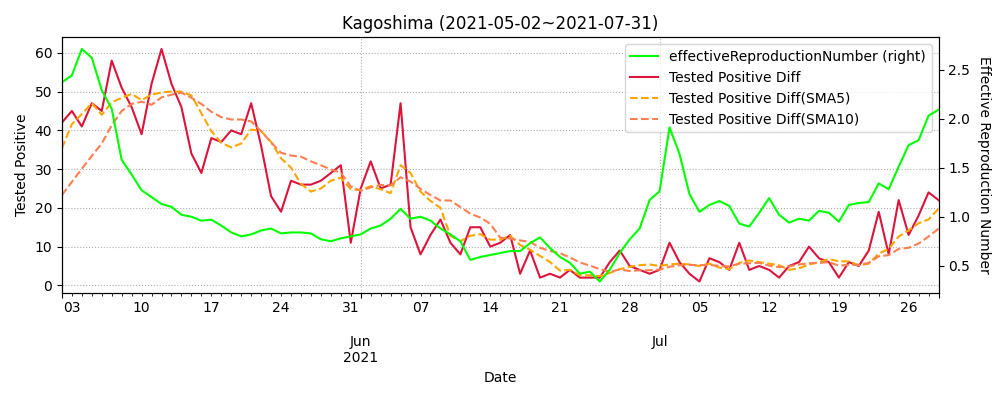 Kagoshima (2021-05-02~2021-07-31)
effectiveReproductionNumber (right)
Tested Positive Diff
Tested Positive Diff(SMA5)
Tested Positive Diff(SMA10)
Tested Positive
60
50
40
30
20
10
0
2.5
2.0
1.5
1.0
0.5
Effective Reproduction Number
03 10 17 24 31 07 14 21 28 05 12 19 26
Jun Jul
2021
Date